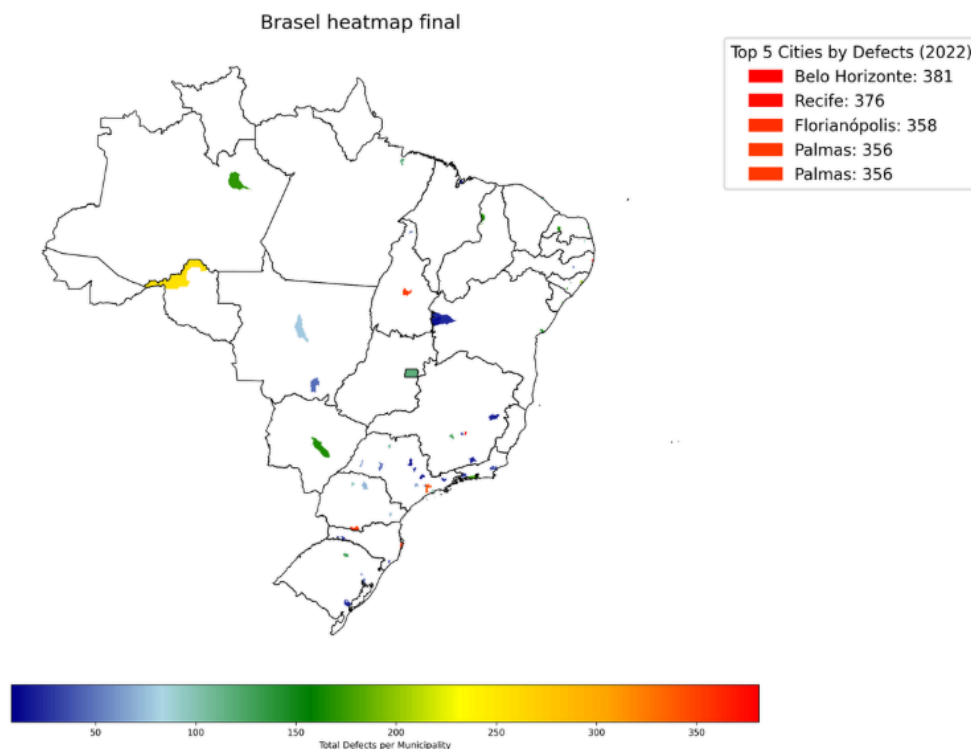 Brasel heatmap final
Top 5 Cities by Defects (2022)
Belo Horizonte: 381
Recife: 376
Florianópolis: 358
Palmas: 356
Palmas: 356
50
100
150
200
250
300
350
Total Defects per Municipality